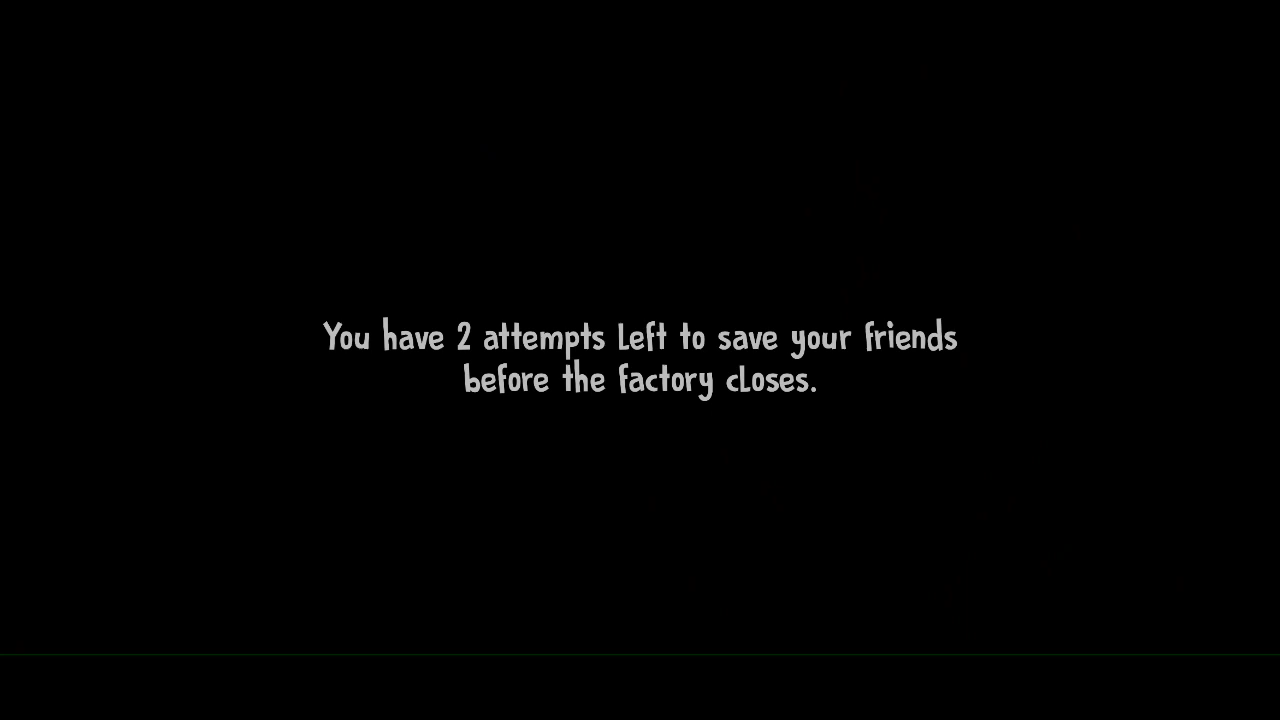 You have 2 attempts left to save your friends
before the factory closes.